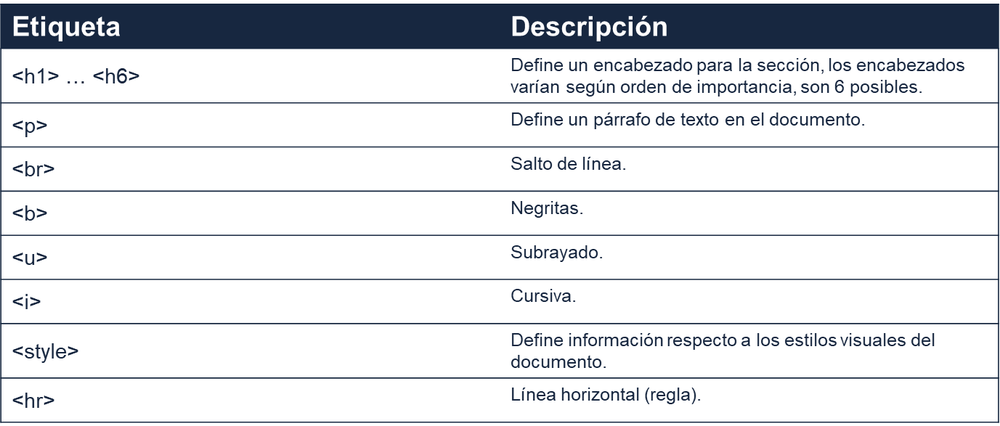 Etiqueta Descripción
<h1> … <h6> Define un encabezado para la sección, los encabezados
varían según orden de importancia, son 6 posibles.
<p> Define un párrafo de texto en el documento.
<br> Salto de línea.
<b> Negritas.
<u> Subrayado.
<i> Cursiva.
<style> Define información respecto a los estilos visuales del
documento.
<hr> Línea horizontal (regla).